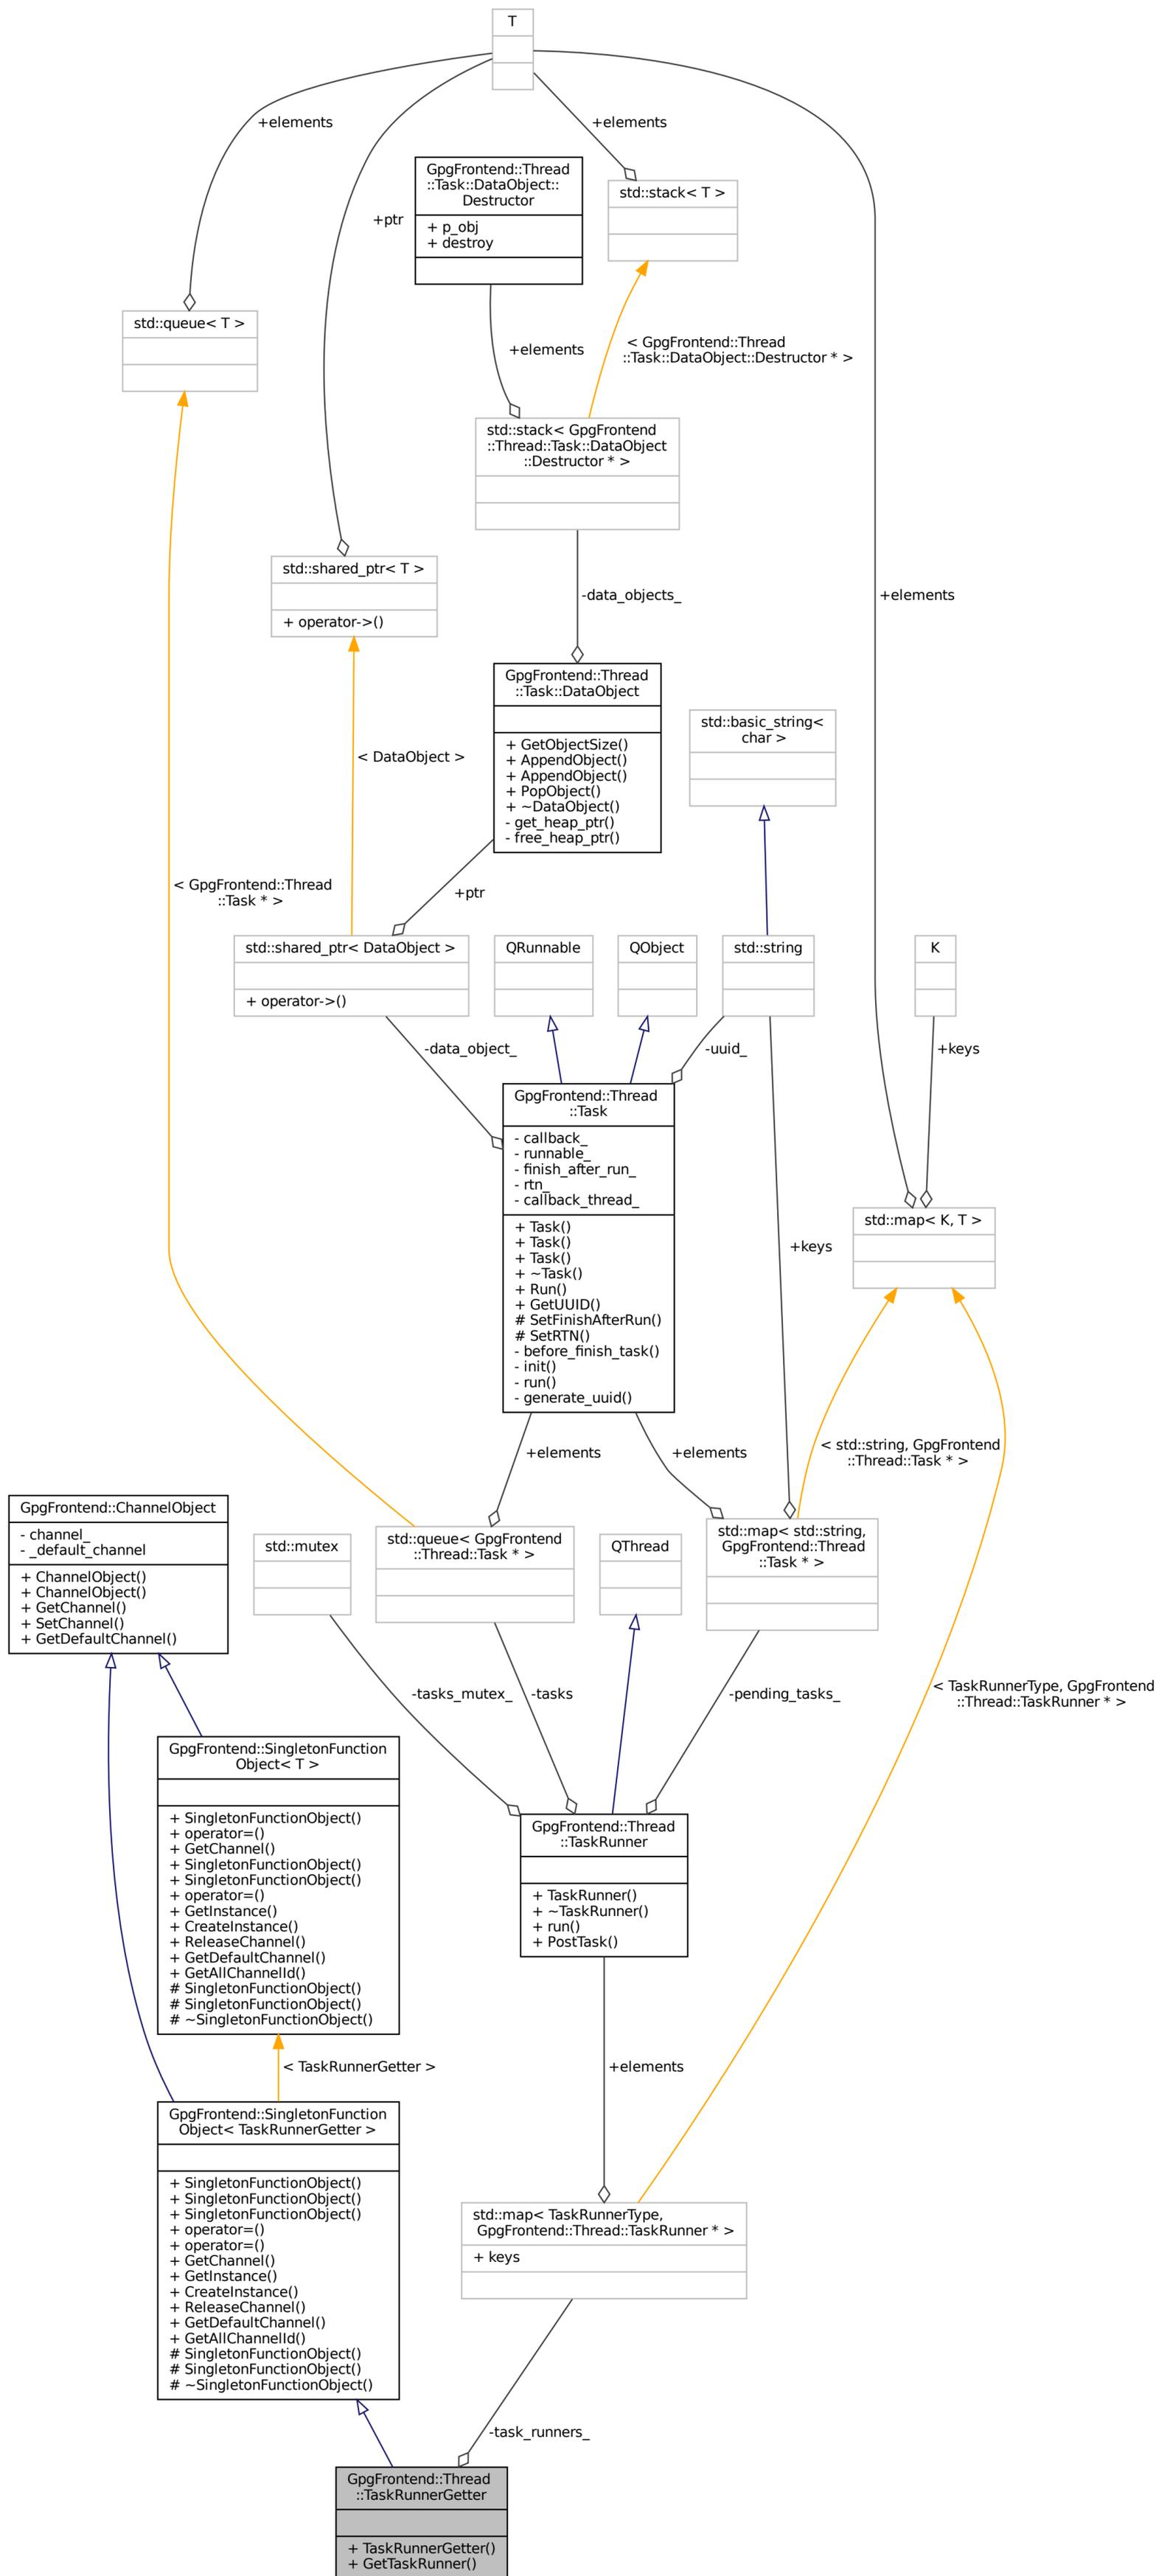 T
+elements
+elements
GpgFrontend::Thread
::Task::DataObject::
Destructor
+ p_obj
+ destroy
std::stack< T >
+ptr
std::queue< T >
< GpgFrontend::Thread
::Task::DataObject::Destructor * >
+elements
std::stack< GpgFrontend
::Thread::Task::DataObject
::Destructor * >
std::shared_ptr< T >
+ operator->()
-data_objects_
+elements
GpgFrontend::Thread
::Task::DataObject
+ GetObjectSize()
+ AppendObject()
+ AppendObject()
+ PopObject()
+ ~DataObject()
- get_heap_ptr()
- free_heap_ptr()
std::basic_string<
char >
< DataObject >
< GpgFrontend::Thread
::Task * >
+ptr
std::shared_ptr< DataObject >
+ operator->()
QRunnable
QObject
std::string
K
-data_object_
-uuid_
+keys
GpgFrontend::Thread
::Task
- callback_
- runnable_
- finish_after_run_
- rtn_
- callback_thread_
+ Task()
+ Task()
+ Task()
+ ~Task()
+ Run()
+ GetUUID()
# SetFinishAfterRun()
# SetRTN()
- before_finish_task()
- init()
- run()
- generate_uuid()
std::map< K, T >
+keys
+elements
+elements
< std::string, GpgFrontend
::Thread::Task * >
GpgFrontend::ChannelObject
- channel_
- _default_channel
+ ChannelObject()
+ ChannelObject()
+ GetChannel()
+ SetChannel()
+ GetDefaultChannel()
std::mutex
std::queue< GpgFrontend
::Thread::Task * >
QThread
std::map< std::string,
GpgFrontend::Thread
::Task * >
-tasks_mutex_
-tasks
-pending_tasks_
< TaskRunnerType, GpgFrontend
::Thread::TaskRunner * >
GpgFrontend::SingletonFunction
Object< T >
+ SingletonFunctionObject()
+ operator=()
+ GetChannel()
+ SingletonFunctionObject()
+ SingletonFunctionObject()
+ operator=()
+ GetInstance()
+ CreateInstance()
+ ReleaseChannel()
+ GetDefaultChannel()
+ GetAllChannelId()
# SingletonFunctionObject()
# SingletonFunctionObject()
# ~SingletonFunctionObject()
GpgFrontend::Thread
::TaskRunner
+ TaskRunner()
+ ~TaskRunner()
+ run()
+ PostTask()
< TaskRunnerGetter >
+elements
GpgFrontend::SingletonFunction
Object< TaskRunnerGetter >
+ SingletonFunctionObject()
+ SingletonFunctionObject()
+ SingletonFunctionObject()
+ operator=()
+ operator=()
+ GetChannel()
+ GetInstance()
+ CreateInstance()
+ ReleaseChannel()
+ GetDefaultChannel()
+ GetAllChannelId()
# SingletonFunctionObject()
# SingletonFunctionObject()
# ~SingletonFunctionObject()
std::map< TaskRunnerType,
GpgFrontend::Thread::TaskRunner * >
+ keys
-task_runners_
GpgFrontend::Thread
::TaskRunnerGetter
+ TaskRunnerGetter()
+ GetTaskRunner()